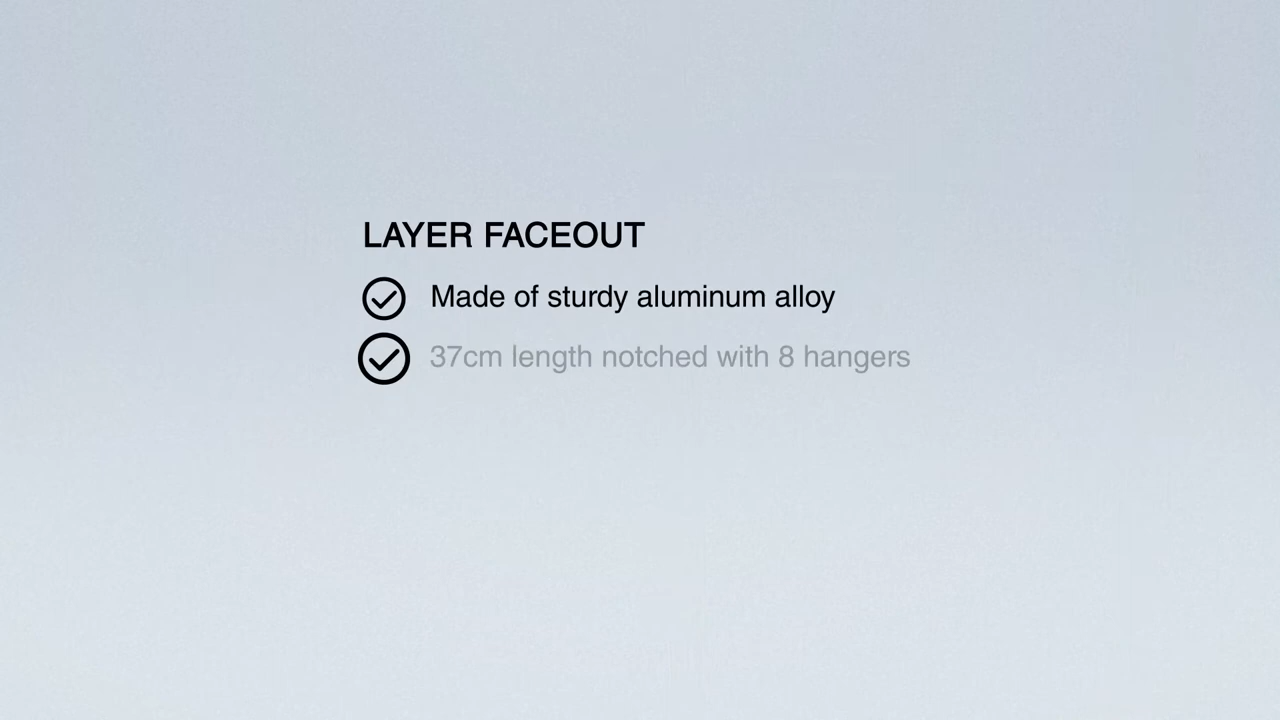 LAYER FACEOUT
Made of sturdy aluminum alloy
37cm length notched with 8 hangers